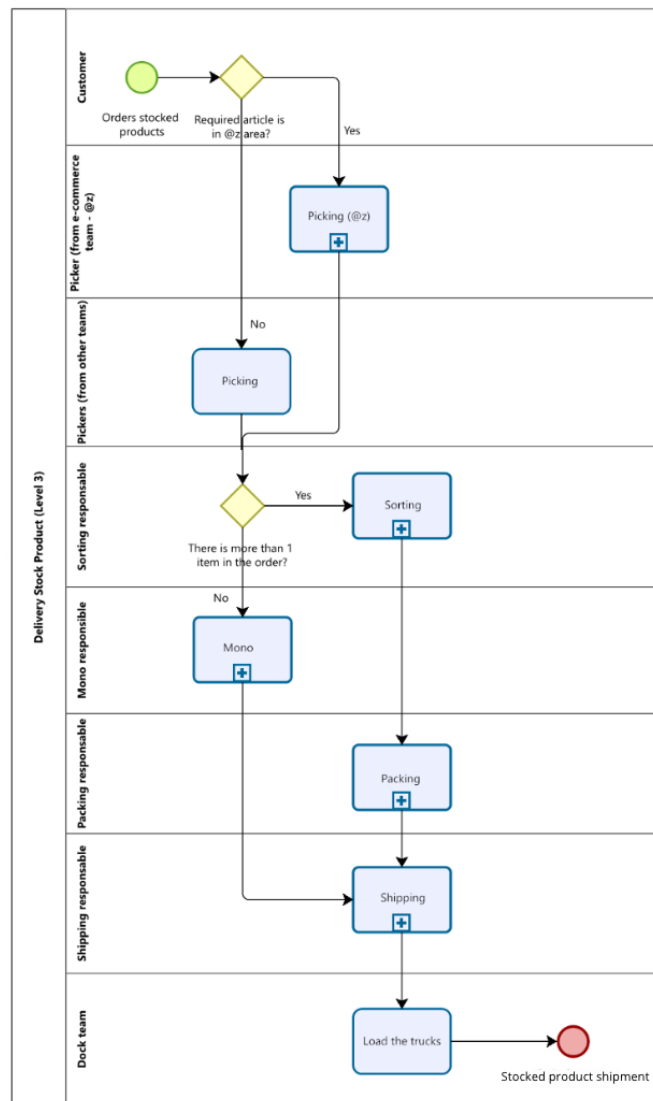 Delivery Stock Product (Level 3)
Customer
Orders stocked
products
Required article is
in @z area?
Yes
Picker (from e-commerce
team - @z)
Picking (@z)
Pickers (from other teams)
No
Picking
Sorting responsable
Yes
Sorting
There is more than 1
item in the order?
Mono responsible
No
Mono
Packing responsable
Packing
Shipping responsable
Shipping
Dock team
Load the trucks
Stocked product shipment